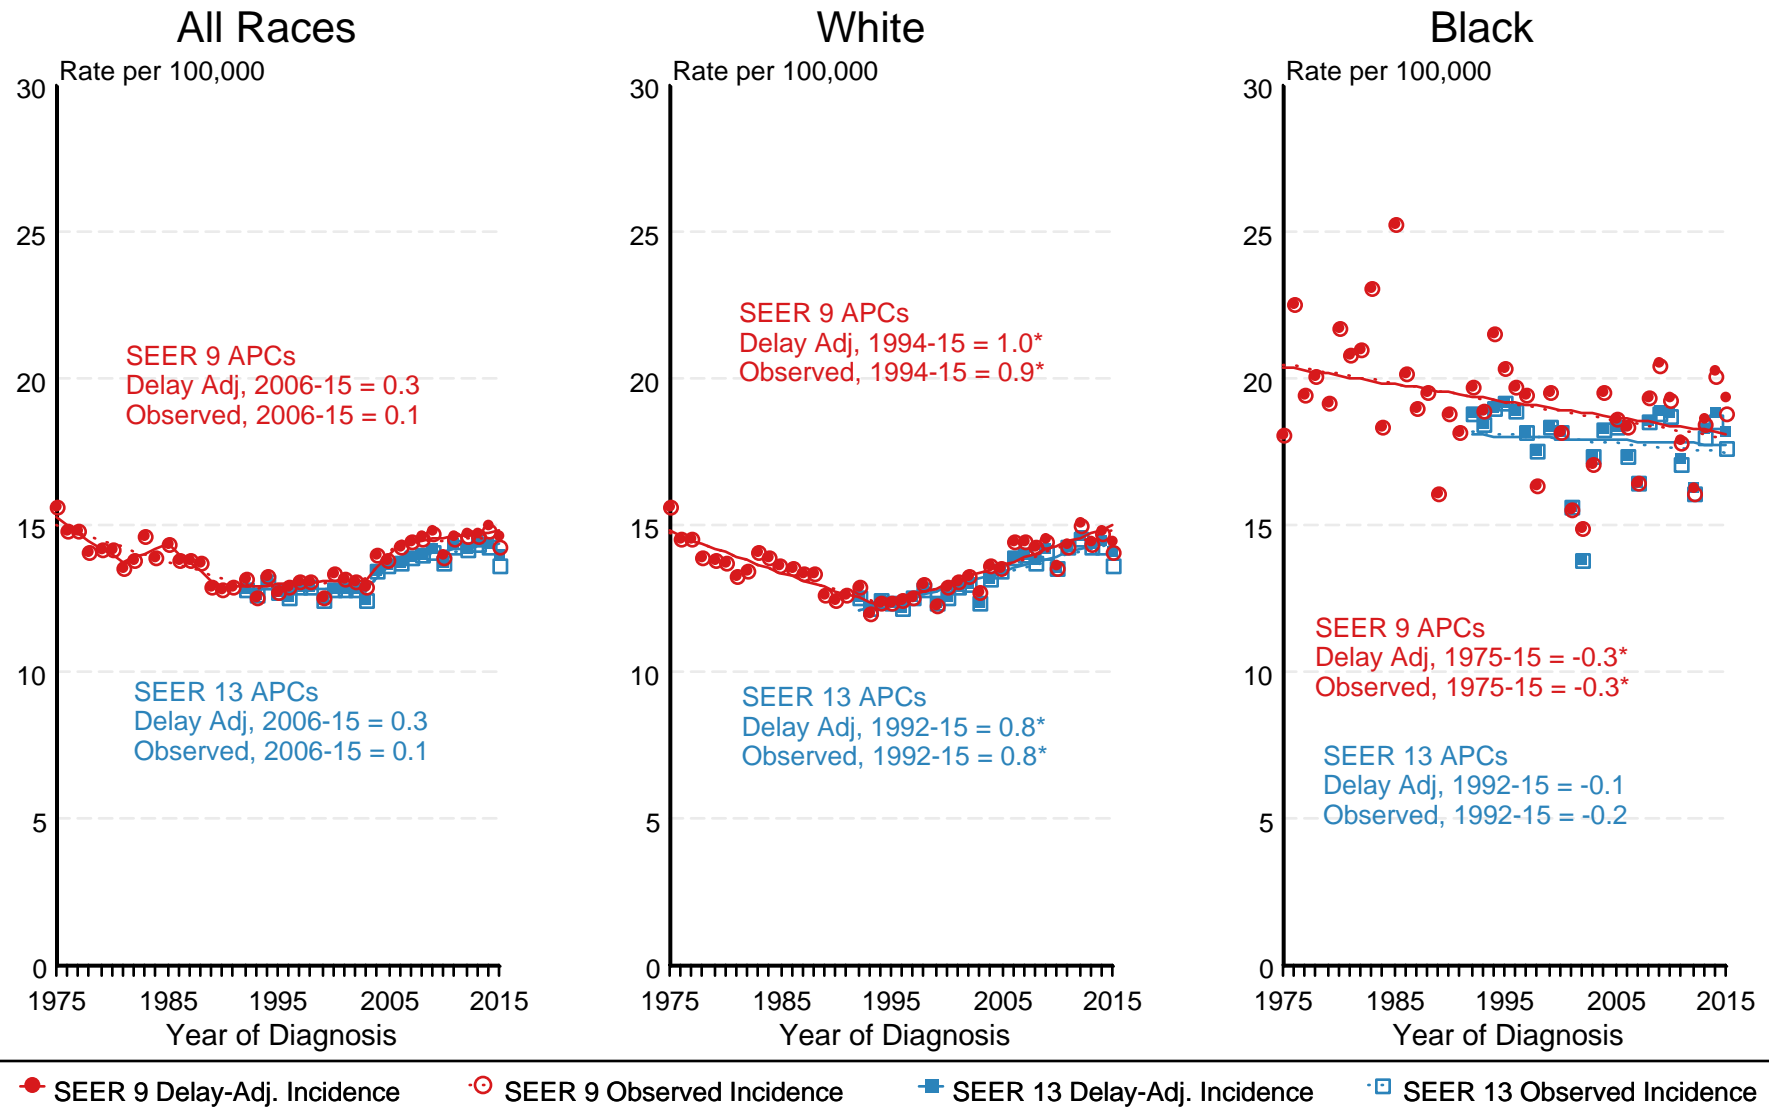 All Races
White
Black
Rate per 100,000
Rate per 100,000
Rate per 100,000
30
25
20
15
10
5
0
SEER 9 APCs
Delay Adj, 2006-15 = 0.3
Observed, 2006-15 = 0.1
SEER 13 APCs
Delay Adj, 2006-15 = 0.3
Observed, 2006-15 = 0.1
1975 1985 1995 2005 2015
Year of Diagnosis
30
25
20
15
10
5
0
SEER 9 APCs
Delay Adj, 1994-15 = 1.0*
Observed, 1994-15 = 0.9*
SEER 13 APCs
Delay Adj, 1992-15 = 0.8*
Observed, 1992-15 = 0.8*
1975 1985 1995 2005 2015
Year of Diagnosis
30
25
20
15
10
5
0
SEER 9 APCs
Delay Adj, 1975-15 = -0.3*
Observed, 1975-15 = -0.3*
SEER 13 APCs
Delay Adj, 1992-15 = -0.1
Observed, 1992-15 = -0.2
1975 1985 1995 2005 2015
Year of Diagnosis
SEER 9 Delay-Adj. Incidence
SEER 9 Observed Incidence
SEER 13 Delay-Adj. Incidence
SEER 13 Observed Incidence